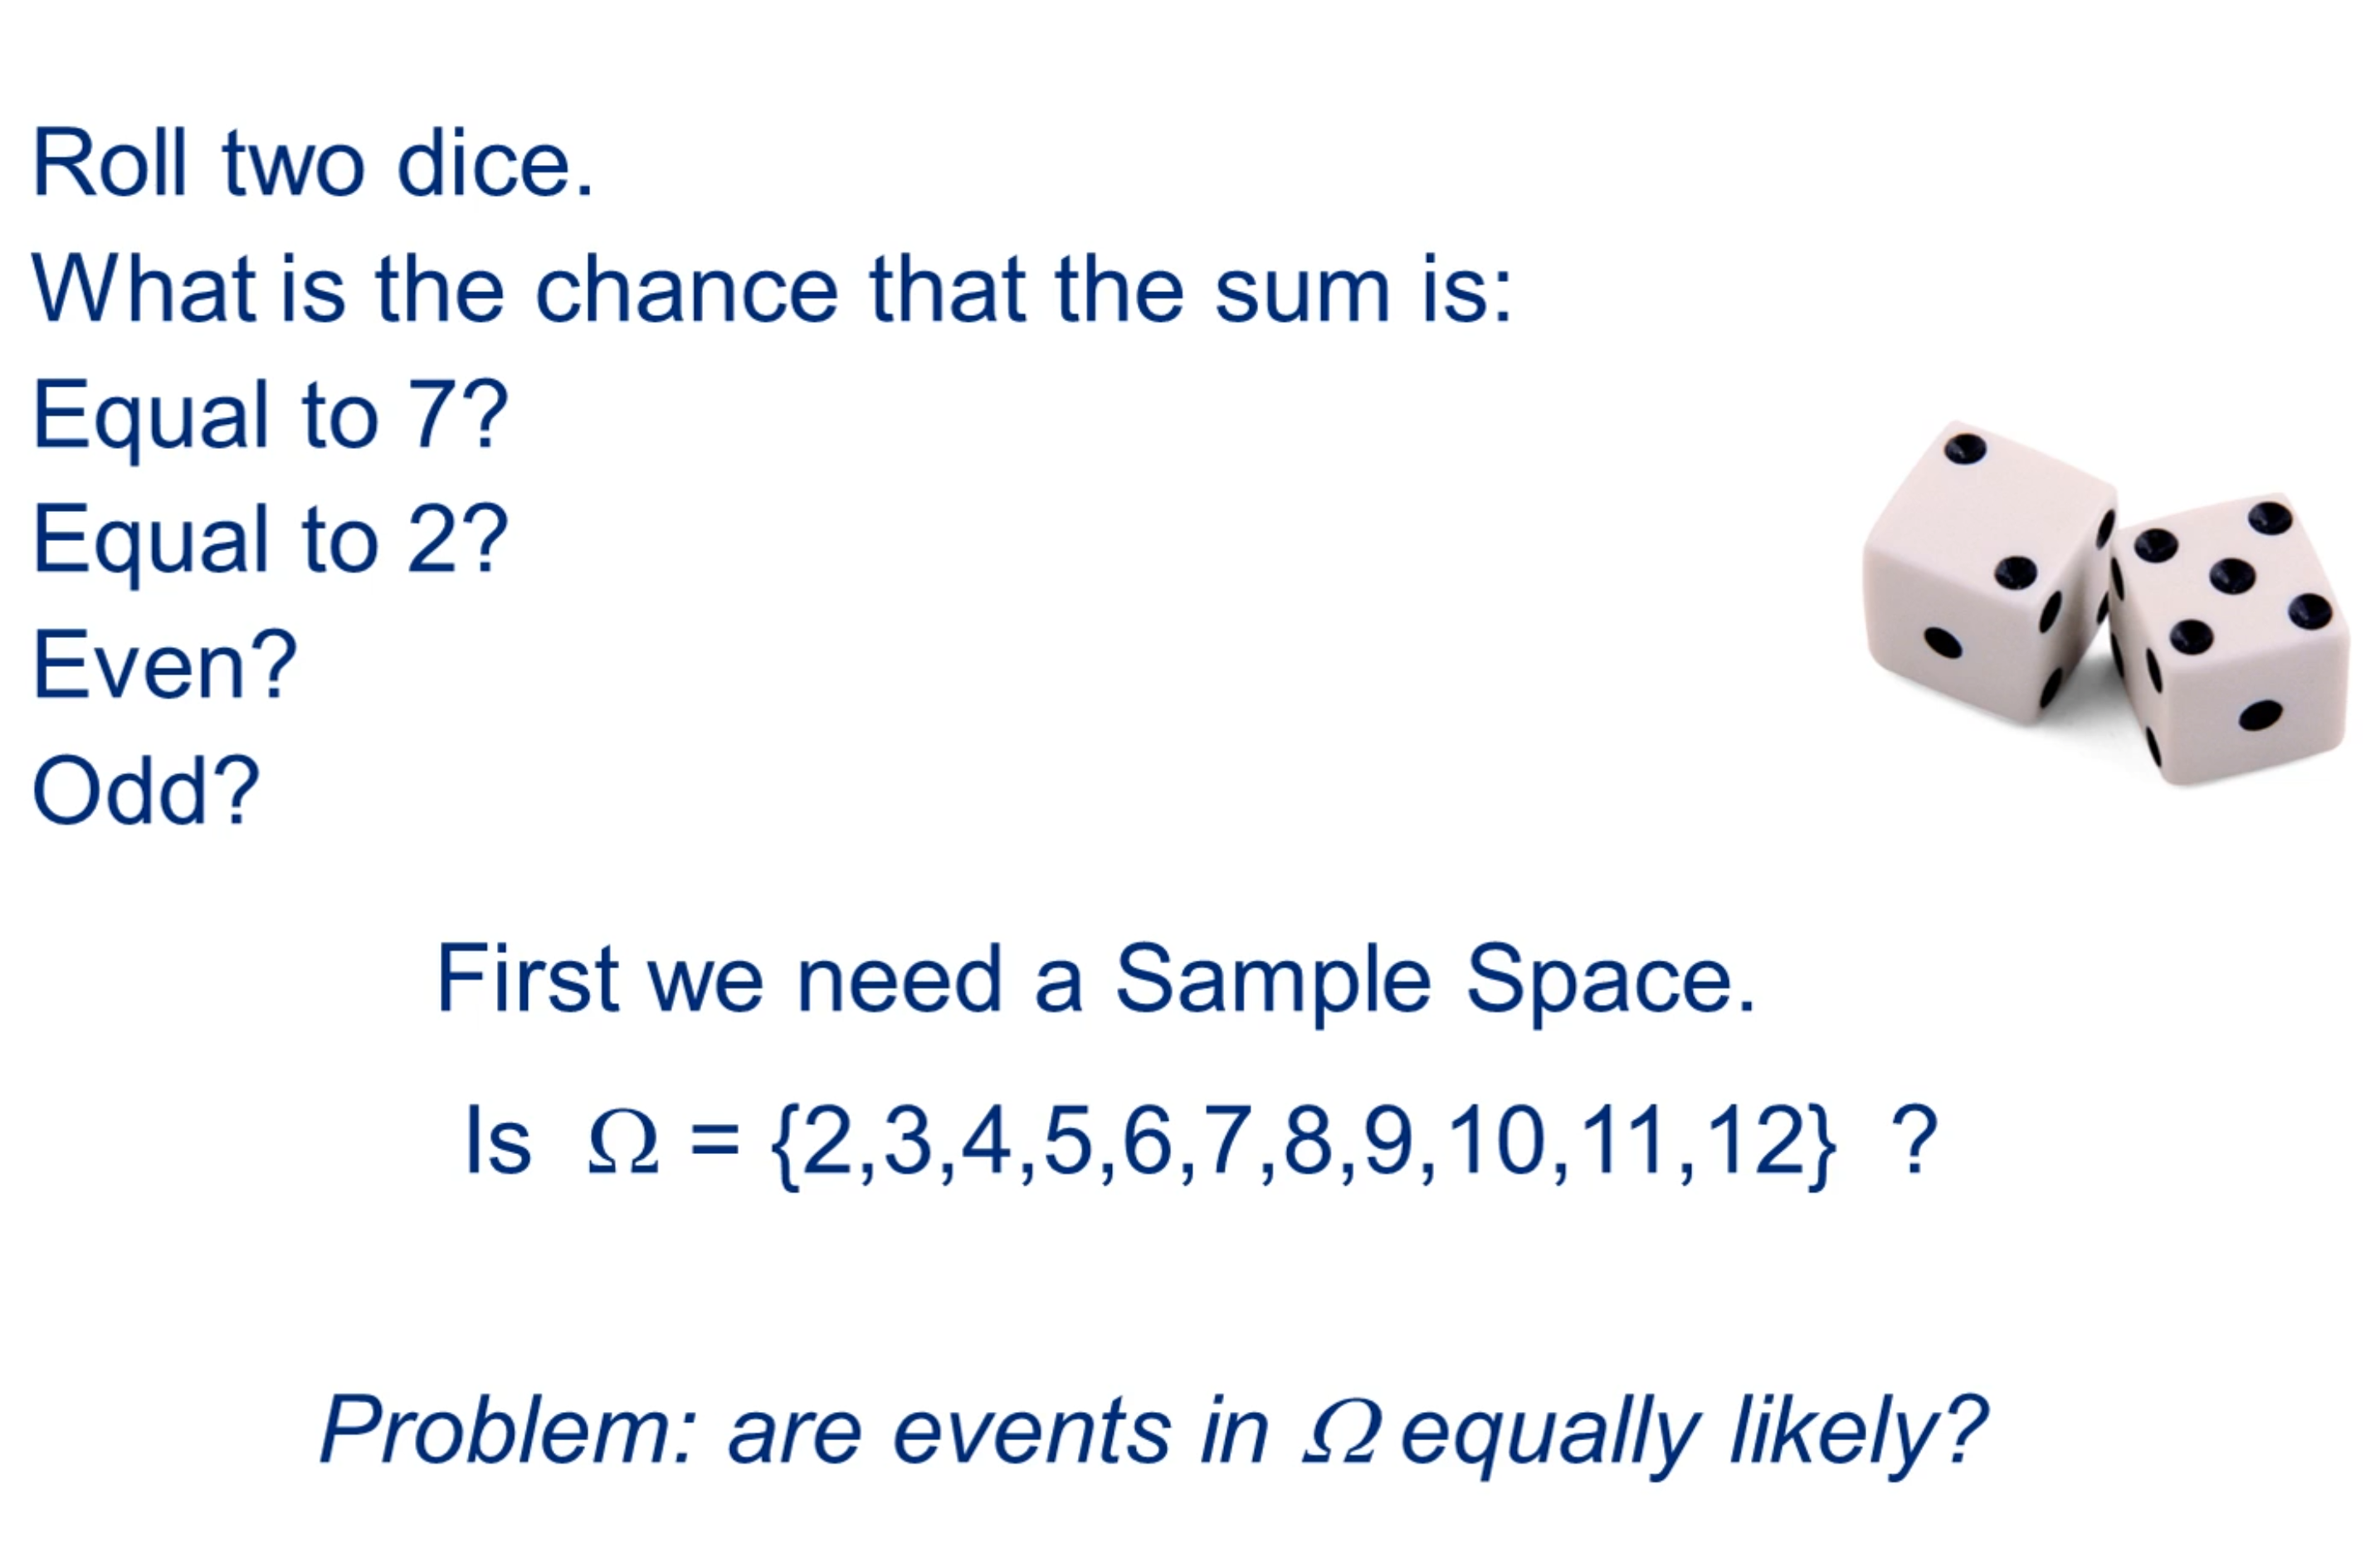 Roll two dice.
What is the chance that the sum is:
Equal to 7?
Equal to 2?
Even?
Odd?
First we need a Sample Space.
Is Ω = {2,3,4,5,6,7,8,9,10,11,12} ?
Problem: are events in Ω equally likely?